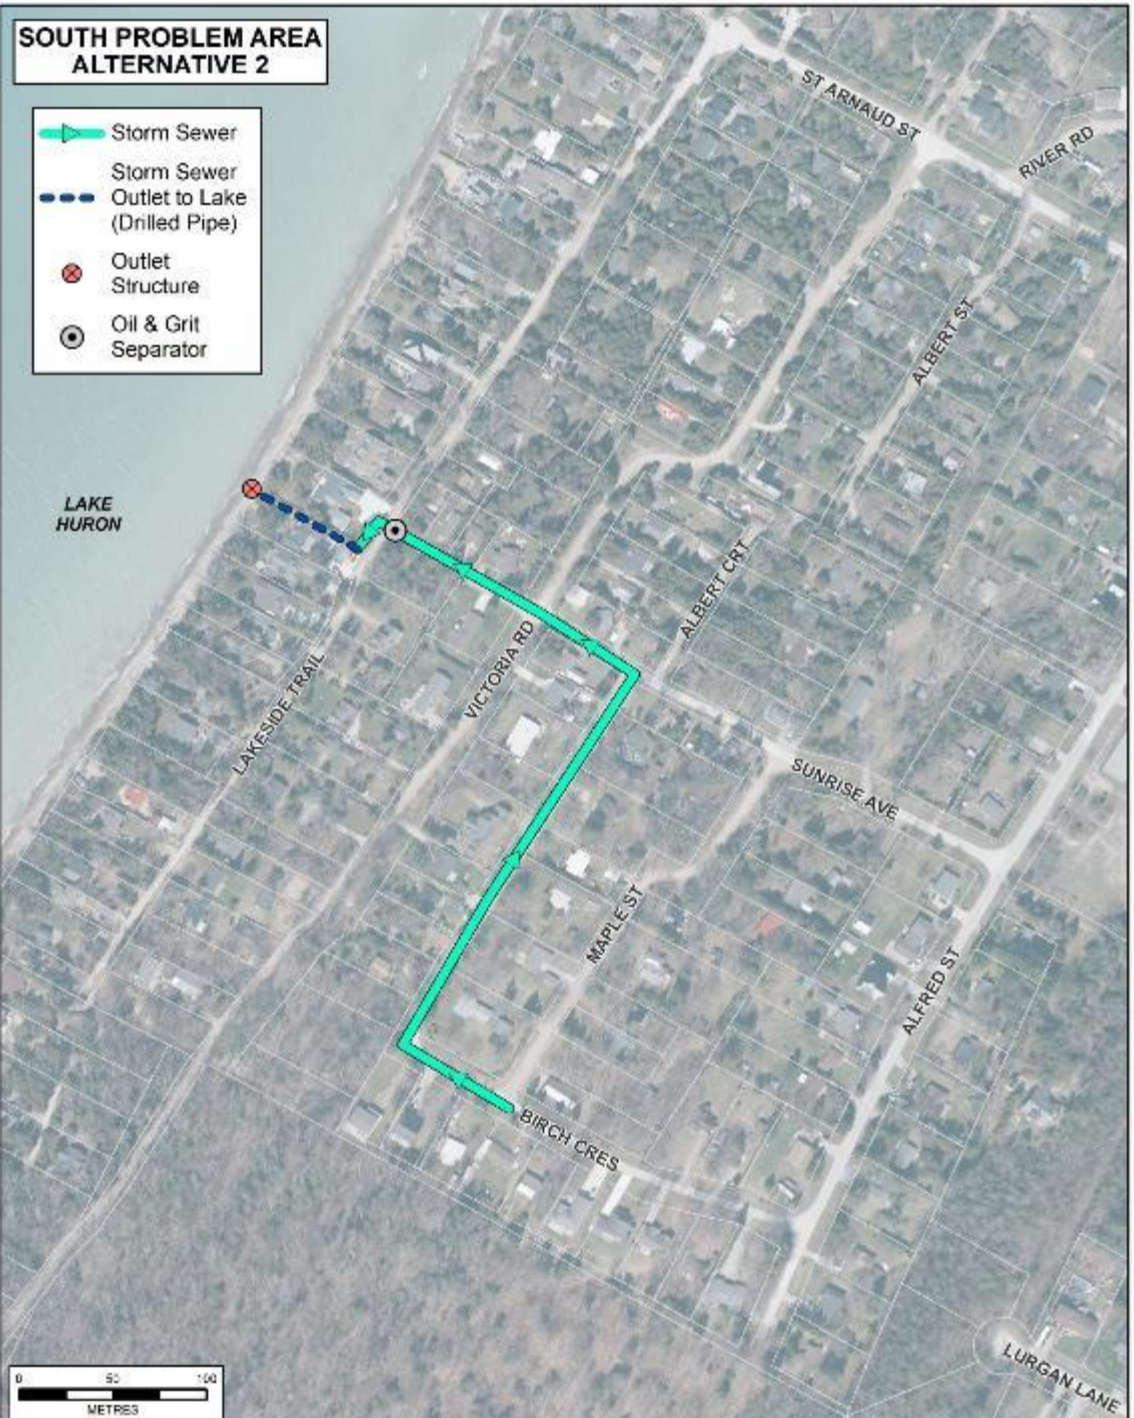 SOUTH PROBLEM AREA
ALTERNATIVE 2
Storm Sewer
Storm Sewer
Outlet to Lake
(Drilled Pipe)
Outlet
Structure
Oil & Grit
Separator
ST ARNAUD ST
RIVER RD
ALBERT ST
LAKE
HURON
ALBERT CRT
VICTORIA RD
LAKESIDE TRAIL
SUNRISE AVE
MAPLE ST
ALFRED ST
BIRCH CRES
LURGAN LANE
0 50 100
METRES